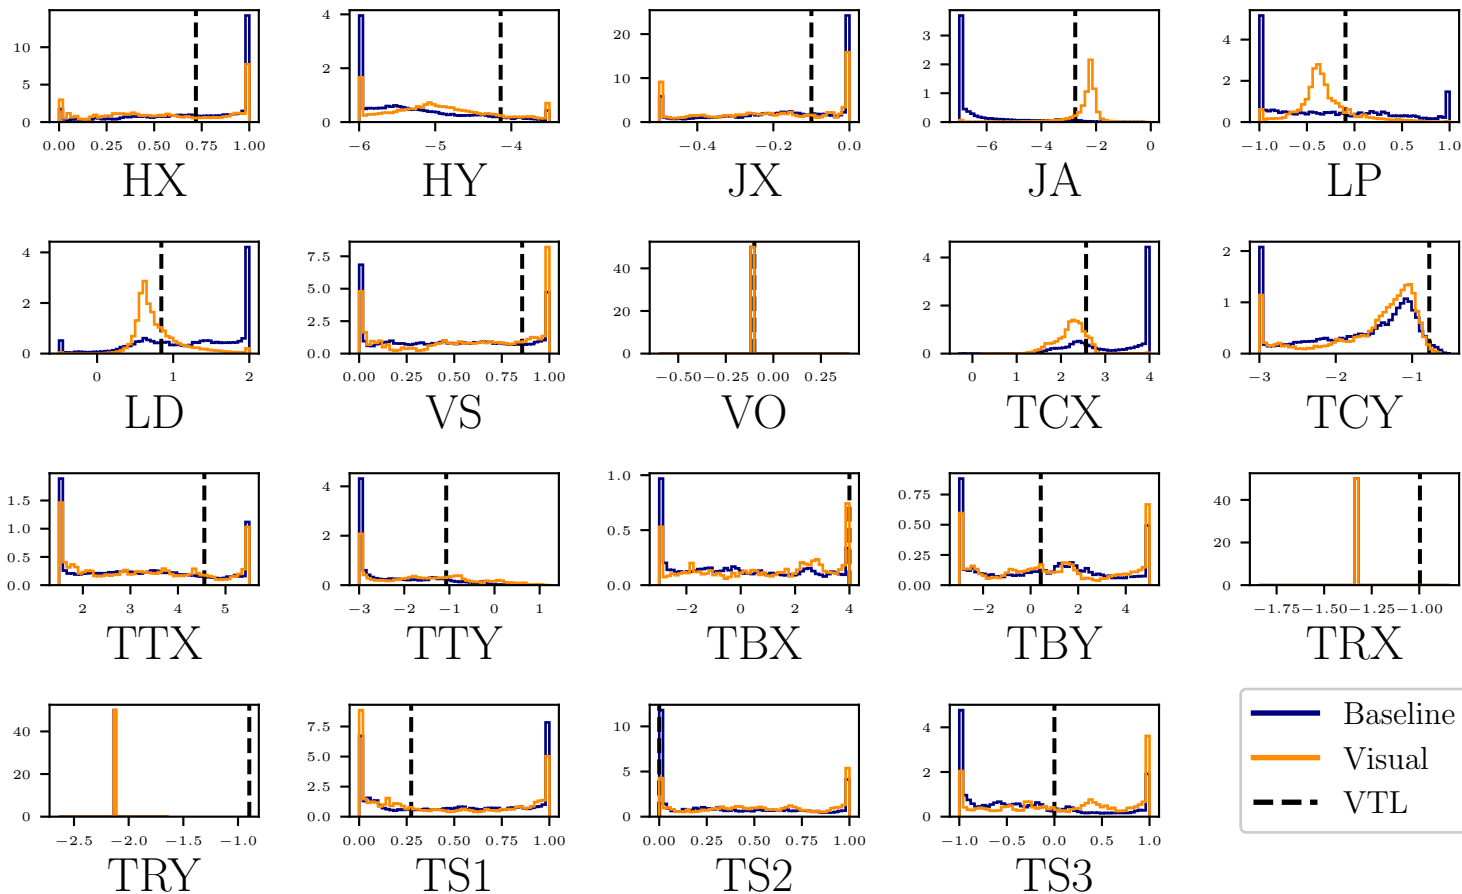 10
5
0
0.00 0.25 0.50 0.75 1.00
HX
4
2
0
−6 −5 −4
HY
20
10
0
−0.4 −0.2 0.0
JX
3
2
1
0
−6 −4 −2 0
JA
4
2
0
−1.0 −0.5 0.0 0.5 1.0
LP
4
2
0
0 1 2
LD
7.5
5.0
2.5
0.0
0.00 0.25 0.50 0.75 1.00
VS
40
20
0
−0.50 −0.25 0.00 0.25
VO
4
2
0
0 1 2 3 4
TCX
2
1
0
−3 −2 −1
TCY
1.5
1.0
0.5
0.0
2 3 4 5
TTX
4
2
0
−3 −2 −1 0 1
TTY
1.0
0.5
0.0
−2 0 2 4
TBX
0.75
0.50
0.25
0.00
−2 0 2 4
TBY
40
20
0
−1.75 −1.50 −1.25 −1.00
TRX
40
20
0
−2.5 −2.0 −1.5 −1.0
TRY
7.5
5.0
2.5
0.0
0.00 0.25 0.50 0.75 1.00
TS1
10
5
0
0.00 0.25 0.50 0.75 1.00
TS2
4
2
0
−1.0 −0.5 0.0 0.5 1.0
TS3
Baseline
Visual
VTL